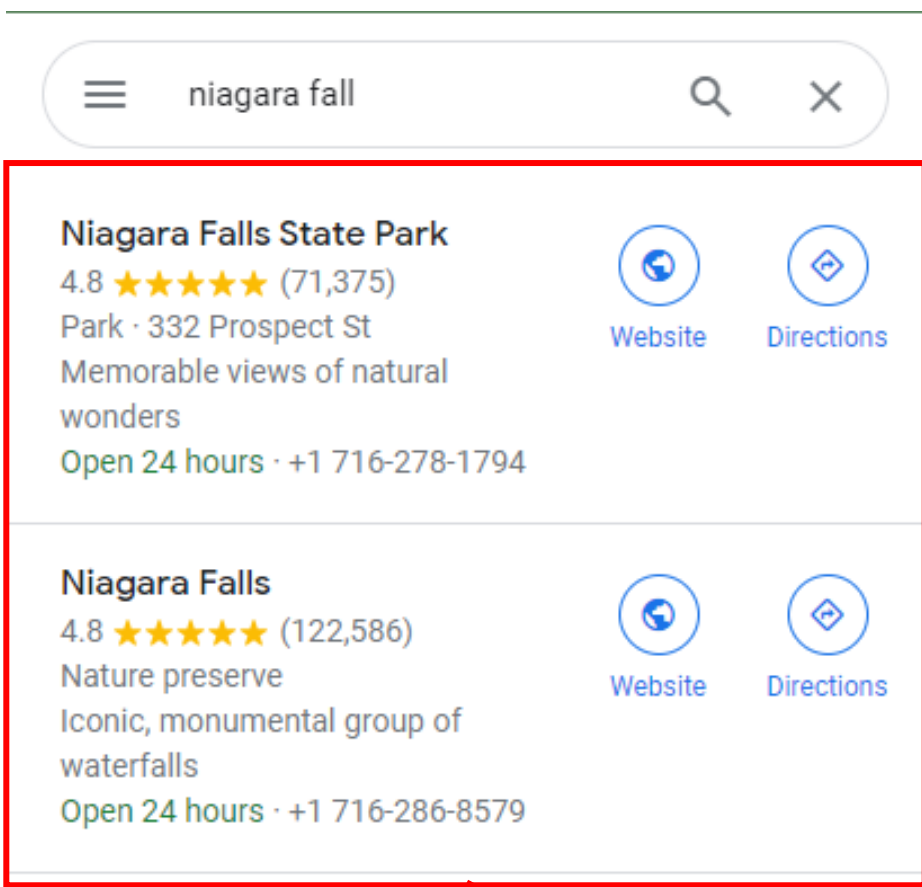 niagara fall
Niagara Falls State Park
4.8 (71,375)
Park · 332 Prospect St
Memorable views of natural
wonders
Open 24 hours · +1 716-278-1794
Website
Directions
Niagara Falls
4.8 (122,586)
Nature preserve
Iconic, monumental group of
waterfalls
Open 24 hours · +1 716-286-8579
Website
Directions